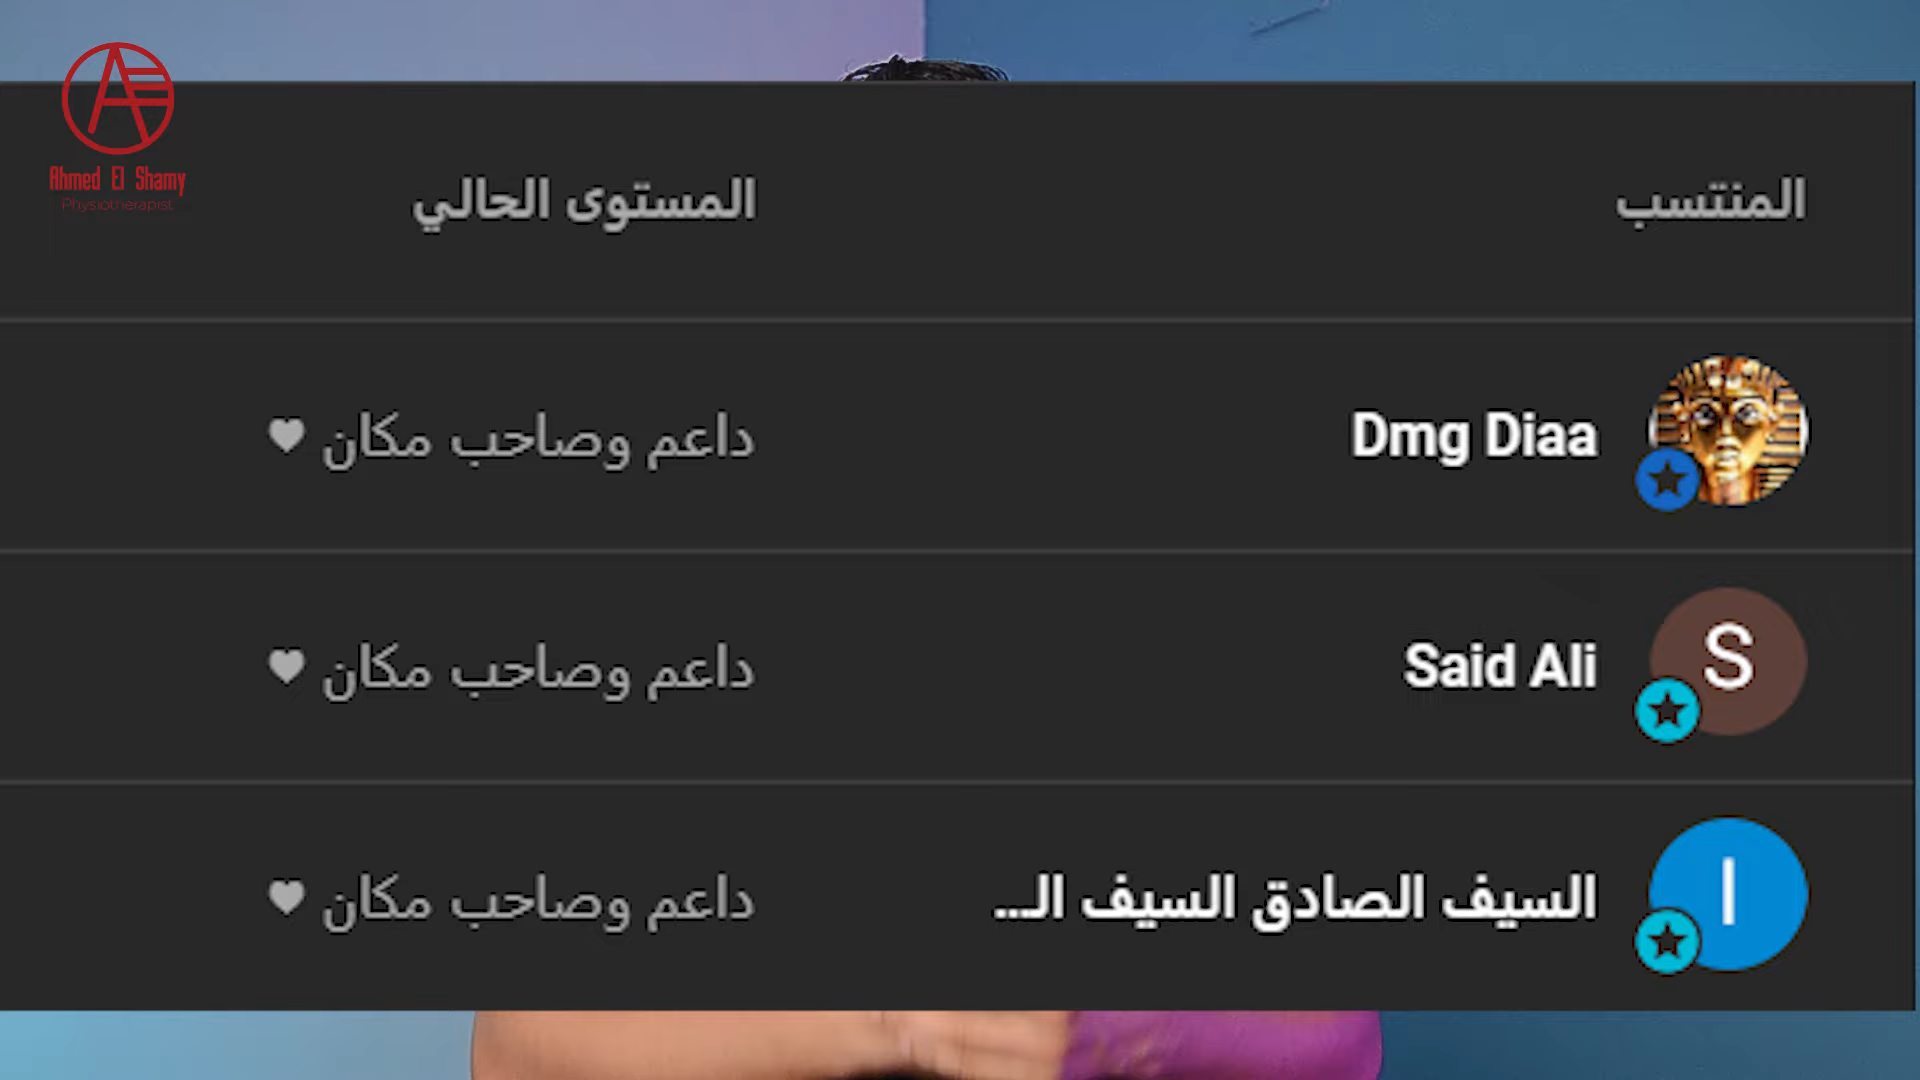 Ahmed El Shamy
Physiotherapist
المنتسب المستوى الحالي
Dmg Diaa داعم وصاحب مكان ♥
S Said Ali داعم وصاحب مكان ♥
ا السيف الصادق السيف الـ... داعم وصاحب مكان ♥